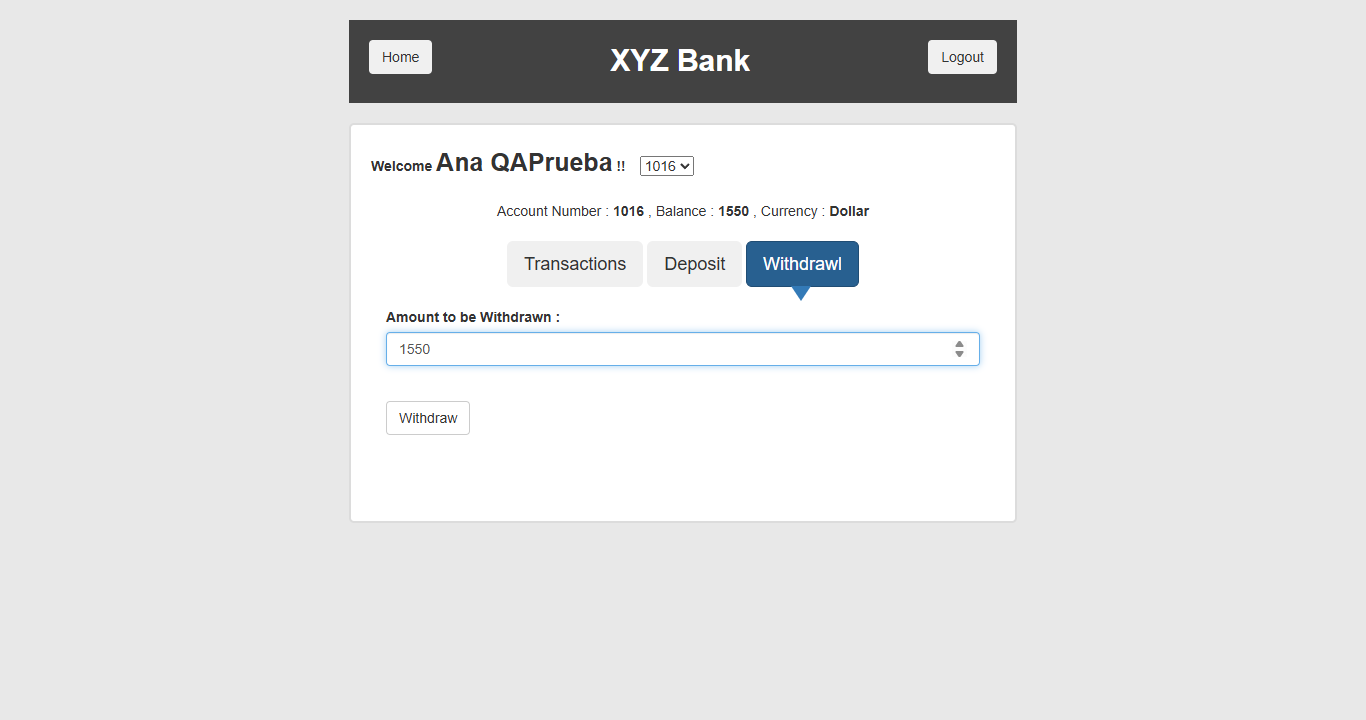 Home XYZ Bank Logout
Welcome Ana QAPrueba !! 1016
Account Number : 1016 , Balance : 1550 , Currency : Dollar
Transactions Deposit Withdrawl
Amount to be Withdrawn :
1550
Withdraw